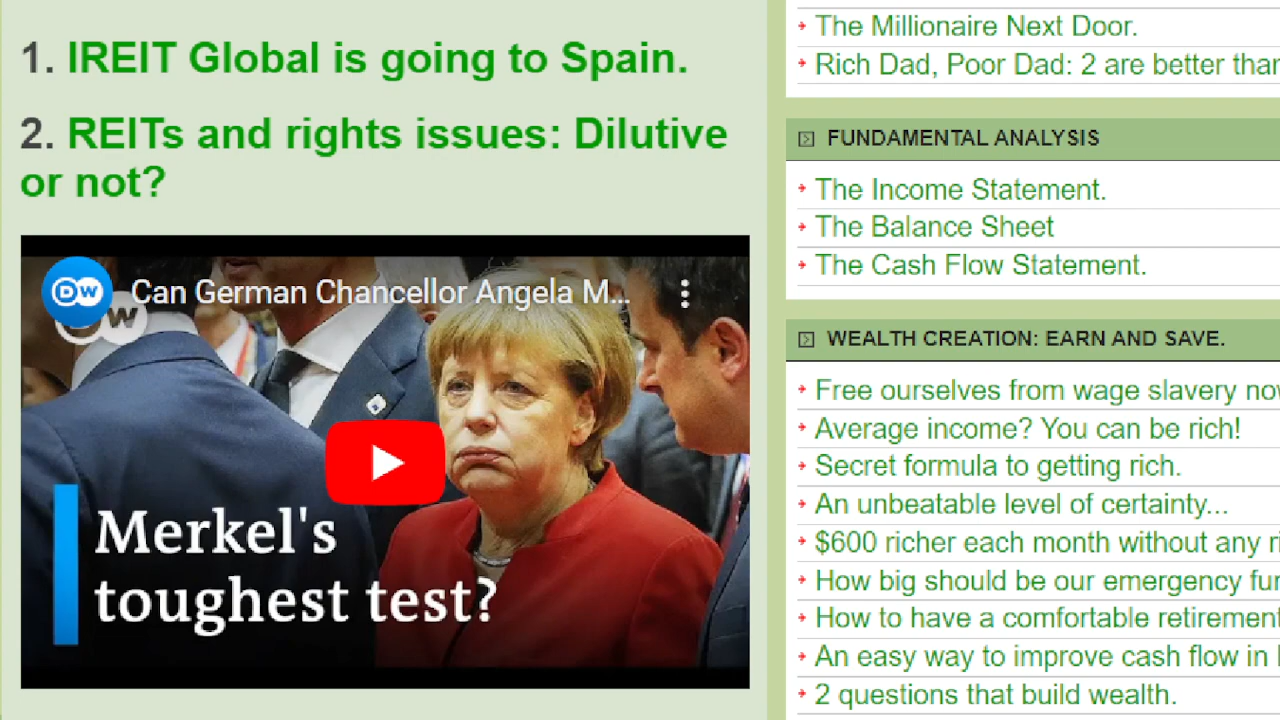 1. IREIT Global is going to Spain.
2. REITs and rights issues: Dilutive
or not?
DW
Can German Chancellor Angela M...
W
Merkel's
toughest test?
The Millionaire Next Door.
Rich Dad, Poor Dad: 2 are better than
FUNDAMENTAL ANALYSIS
The Income Statement.
The Balance Sheet
The Cash Flow Statement.
WEALTH CREATION: EARN AND SAVE.
Free ourselves from wage slavery
Average income? You can be rich!
Secret formula to getting rich.
An unbeatable level of certainty...
$600 richer each month without any
How big should be our emergency
How to have a comfortable retirement
An easy way to improve cash flow in
2 questions that build wealth.